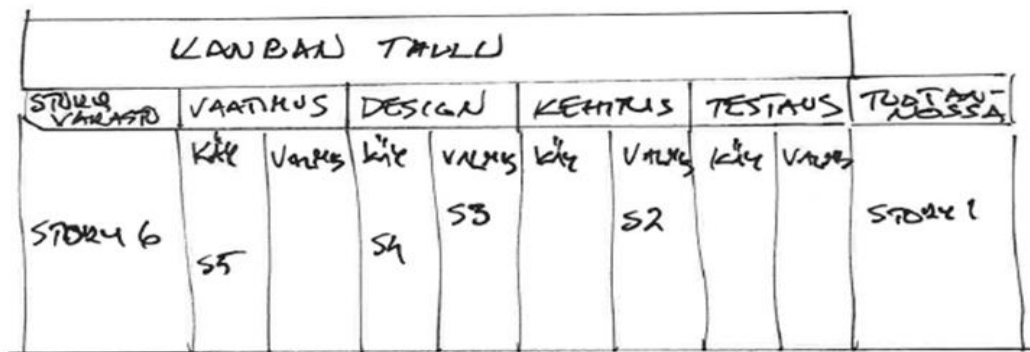 KANBAN TAULU
STORY VARASTO
VAATIMUS
DESIGN
KEHITYS
TESTAUS
TUOTAN-
NOSSA
KÄY VALMIS KÄY VALMIS KÄY VALMIS KÄY VALMIS
S3 S2 STORY 1
STORY 6 S4
S5